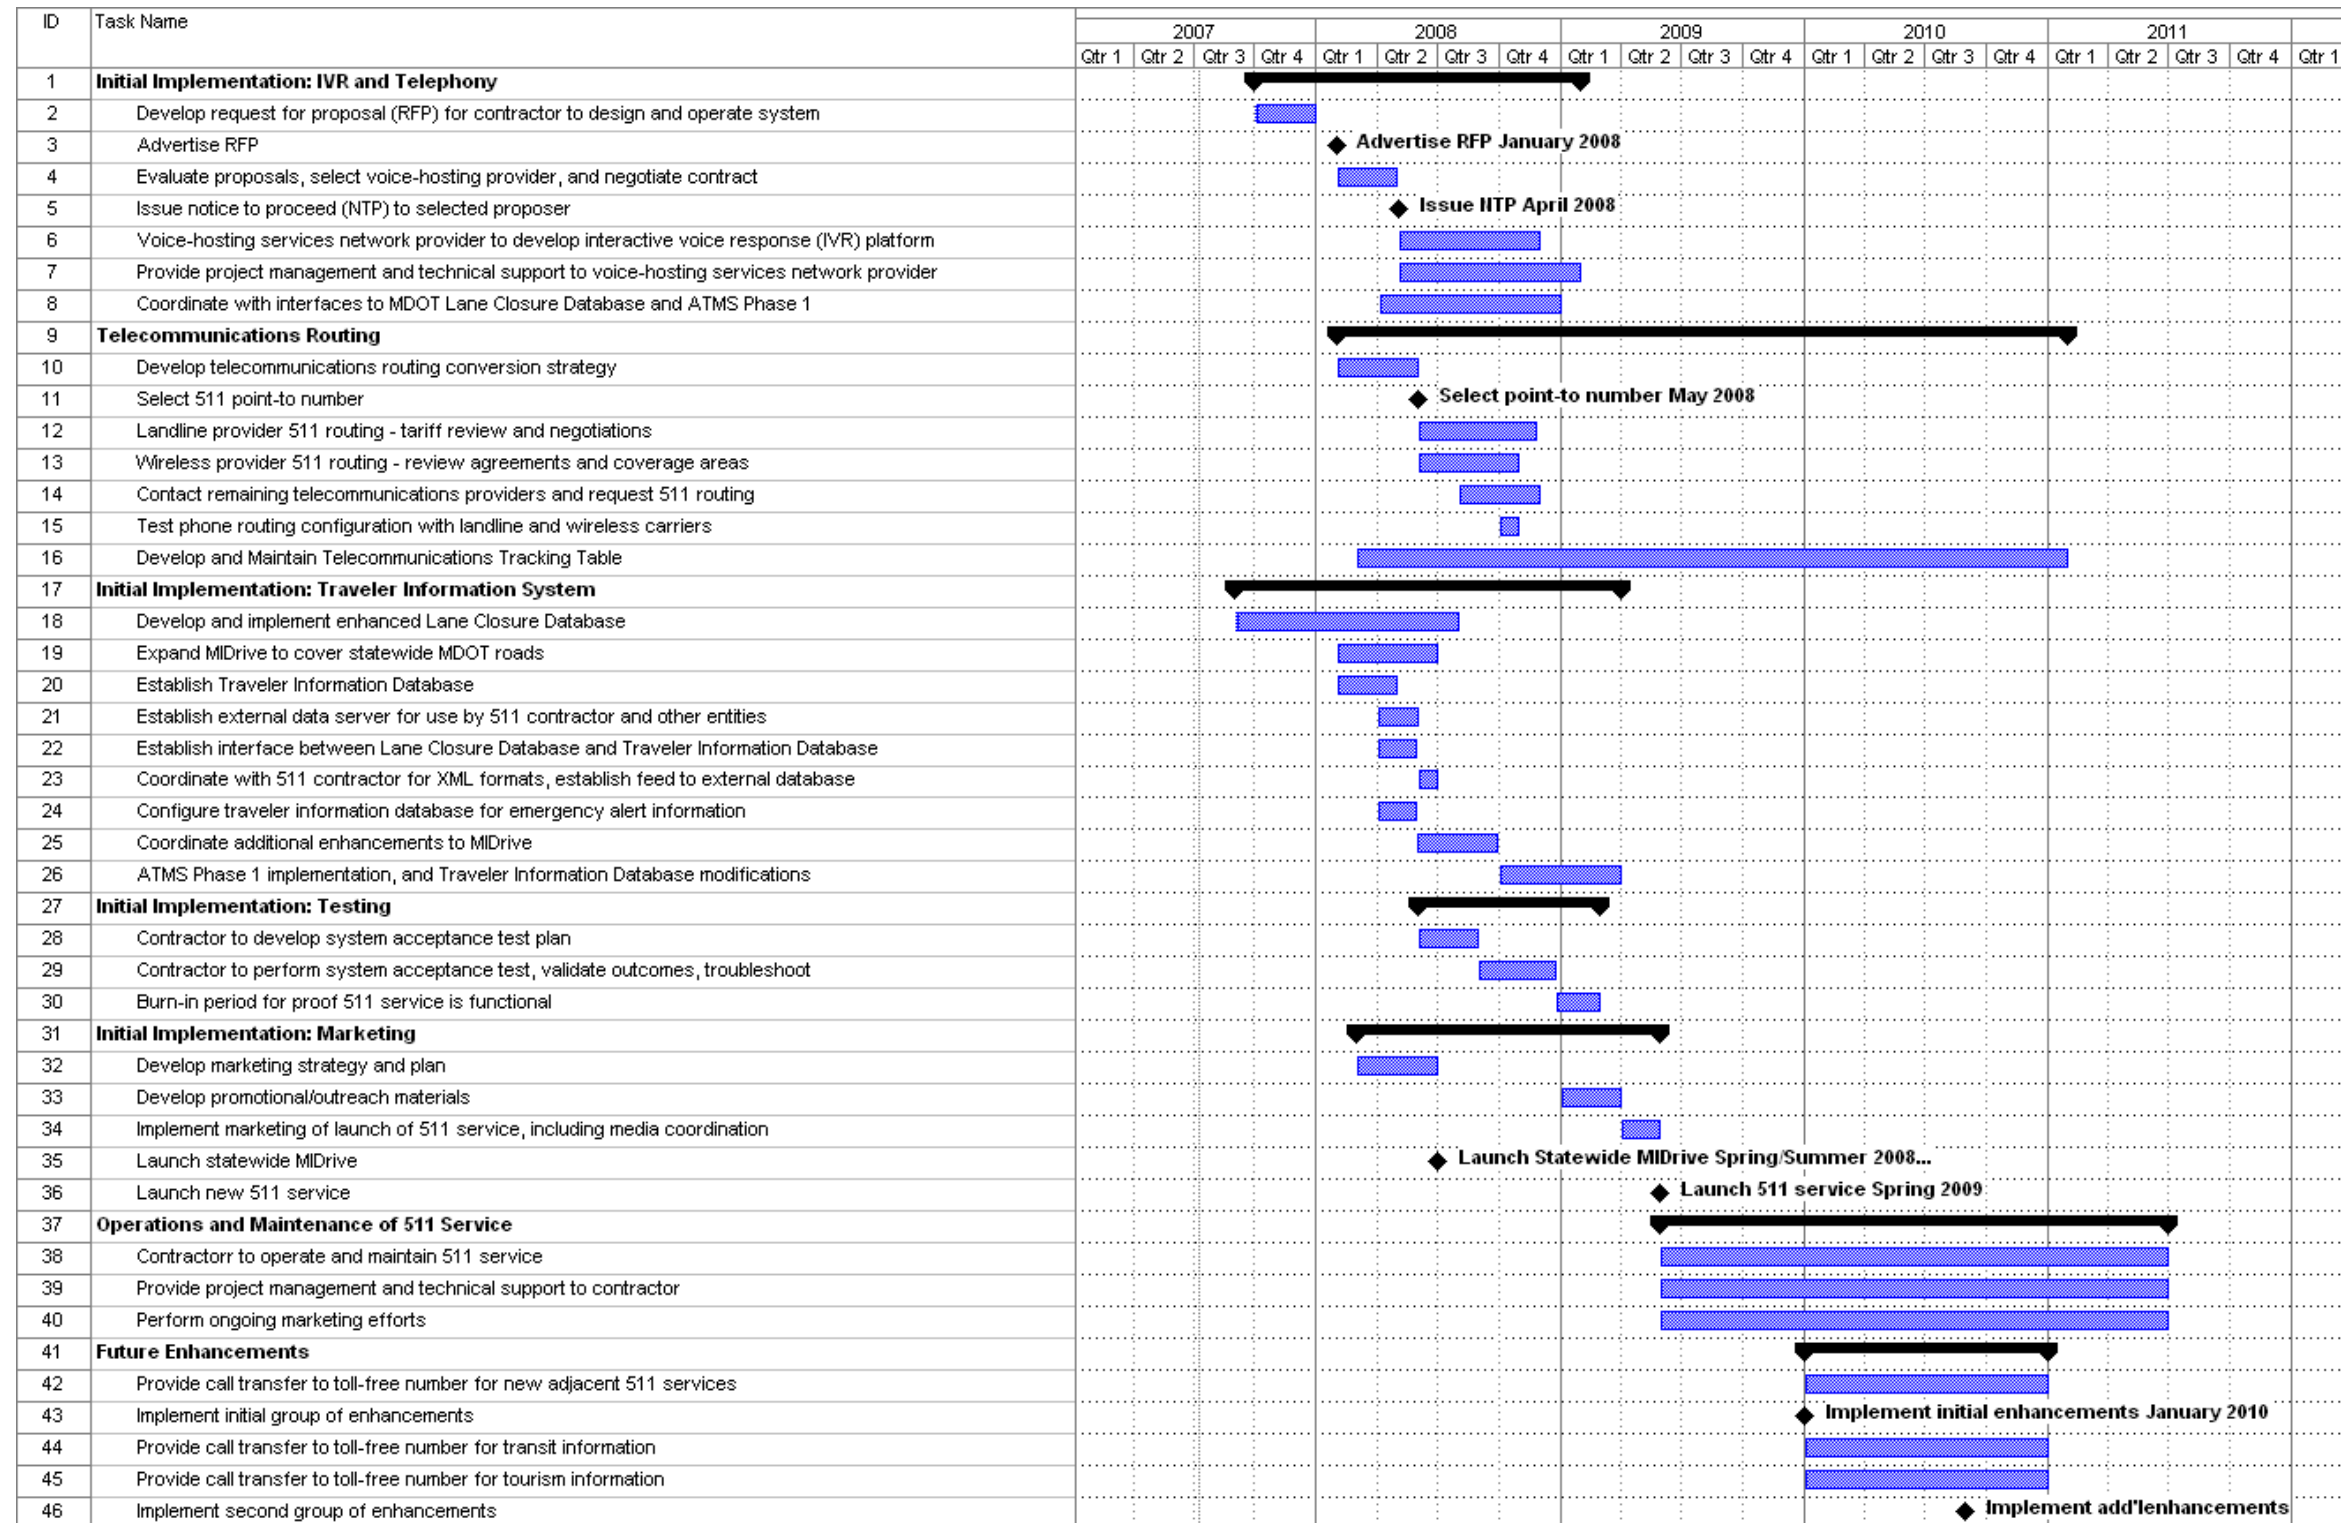 ID Task Name
2007 2008 2009 2010 2011
Qtr 1 Qtr 2 Qtr 3 Qtr 4 Qtr 1 Qtr 2 Qtr 3 Qtr 4 Qtr 1 Qtr 2 Qtr 3 Qtr 4 Qtr 1 Qtr 2 Qtr 3 Qtr 4 Qtr 1 Qtr 2 Qtr 3 Qtr 4 Qtr 1
1 Initial Implementation: IVR and Telephony
2 Develop request for proposal (RFP) for contractor to design and operate system
3 Advertise RFP Advertise RFP January 2008
4 Evaluate proposals, select voice-hosting provider, and negotiate contract
5 Issue notice to proceed (NTP) to selected proposer Issue NTP April 2008
6 Voice-hosting services network provider to develop interactive voice response (IVR) platform
7 Provide project management and technical support to voice-hosting services network provider
8 Coordinate with interfaces to MDOT Lane Closure Database and ATMS Phase 1
9 Telecommunications Routing
10 Develop telecommunications routing conversion strategy
11 Select 511 point-to number Select point-to number May 2008
12 Landline provider 511 routing - tariff review and negotiations
13 Wireless provider 511 routing - review agreements and coverage areas
14 Contact remaining telecommunications providers and request 511 routing
15 Test phone routing configuration with landline and wireless carriers
16 Develop and Maintain Telecommunications Tracking Table
17 Initial Implementation: Traveler Information System
18 Develop and implement enhanced Lane Closure Database
19 Expand MIDrive to cover statewide MDOT roads
20 Establish Traveler Information Database
21 Establish external data server for use by 511 contractor and other entities
22 Establish interface between Lane Closure Database and Traveler Information Database
23 Coordinate with 511 contractor for XML formats, establish feed to external database
24 Configure traveler information database for emergency alert information
25 Coordinate additional enhancements to MIDrive
26 ATMS Phase 1 implementation, and Traveler Information Database modifications
27 Initial Implementation: Testing
28 Contractor to develop system acceptance test plan
29 Contractor to perform system acceptance test, validate outcomes, troubleshoot
30 Burn-in period for proof 511 service is functional
31 Initial Implementation: Marketing
32 Develop marketing strategy and plan
33 Develop promotional/outreach materials
34 Implement marketing of launch of 511 service, including media coordination
35 Launch statewide MIDrive Launch Statewide MIDrive Spring/Summer 2008...
36 Launch new 511 service Launch 511 service Spring 2009
37 Operations and Maintenance of 511 Service
38 Contractorr to operate and maintain 511 service
39 Provide project management and technical support to contractor
40 Perform ongoing marketing efforts
41 Future Enhancements
42 Provide call transfer to toll-free number for new adjacent 511 services
43 Implement initial group of enhancements Implement initial enhancements January 2010
44 Provide call transfer to toll-free number for transit information
45 Provide call transfer to toll-free number for tourism information
46 Implement second group of enhancements Implement add'lenhancements